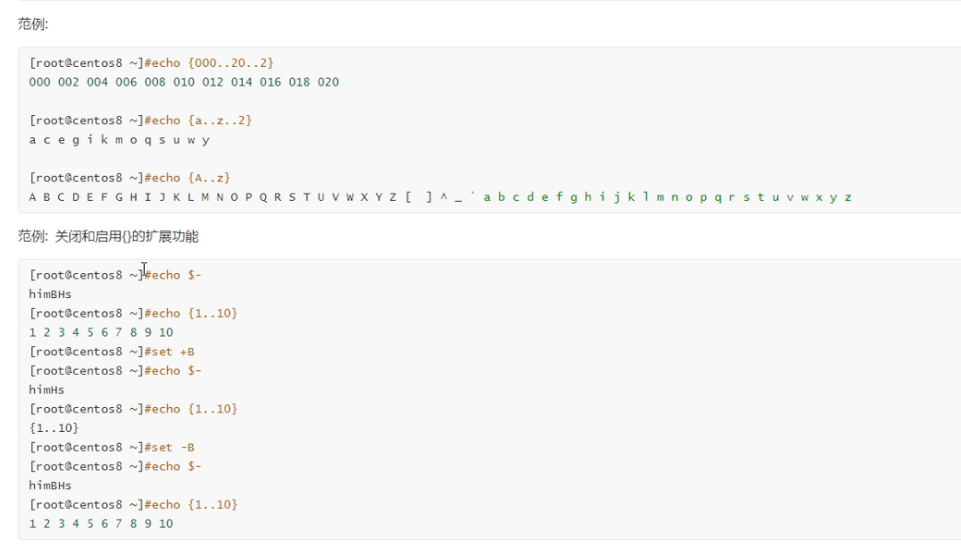 范例:
[root@centos8 ~]#echo {000..20..2}
000 002 004 006 008 010 012 014 016 018 020
[root@centos8 ~]#echo {a..z..2}
a c e g i k m o q s u w y
[root@centos8 ~]#echo {A..z}
A B C D E F G H I J K L M N O P Q R S T U V W X Y Z [  ] ^ _ ` a b c d e f g h i j k l m n o p q r s t u v w x y z
范例: 关闭和启用{}的扩展功能
[root@centos8 ~]#echo $-
himBHs
[root@centos8 ~]#echo {1..10}
1 2 3 4 5 6 7 8 9 10
[root@centos8 ~]#set +B
[root@centos8 ~]#echo $-
himHs
[root@centos8 ~]#echo {1..10}
{1..10}
[root@centos8 ~]#set -B
[root@centos8 ~]#echo $-
himBHs
[root@centos8 ~]#echo {1..10}
1 2 3 4 5 6 7 8 9 10